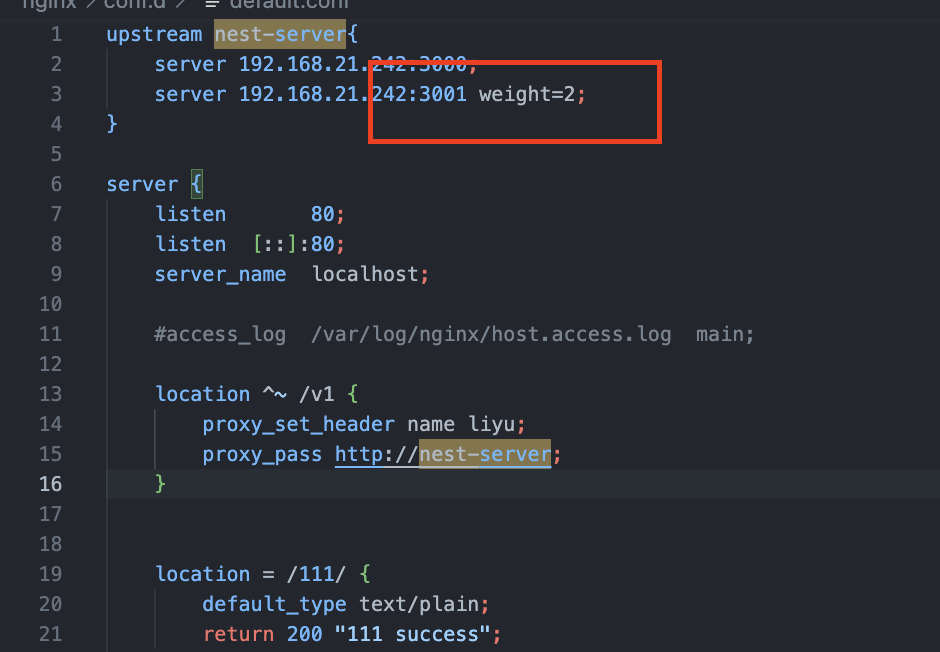 nginx > conf.d > default.conf
1 upstream nest-server{
2 server 192.168.21.242:3000;
3 server 192.168.21.242:3001 weight=2;
4 }
5
6 server {
7 listen       80;
8 listen  [::]:80;
9 server_name  localhost;
10
11 #access_log  /var/log/nginx/host.access.log  main;
12
13 location ^~ /v1 {
14 proxy_set_header name liyu;
15 proxy_pass http://nest-server;
16 }
17
18
19 location = /111/ {
20 default_type text/plain;
21 return 200 "111 success";